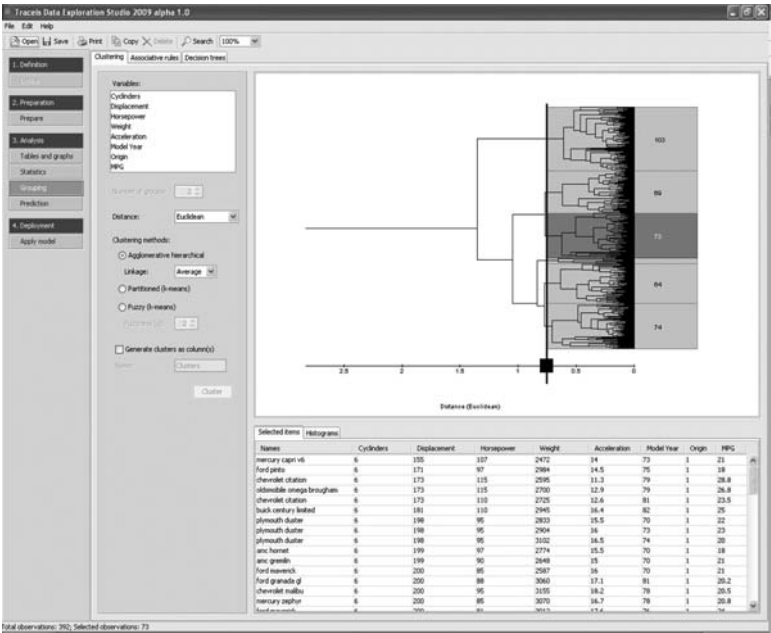 Traceis Data Exploration Studio 2009 alpha 1.0
File Edit Help
Open Save Print Copy Delete Search 100%
1. Definition
2. Preparation
Prepare
3. Analysis
Tables and graphs
Statistics
Grouping
Prediction
4. Deployment
Apply model
Clustering Associative rules Decision trees
Variables:
Cyclinders
Displacement
Horsepower
Weight
Acceleration
Model Year
Origin
MPG
Number of groups: 2
Distance: Euclidean
Clustering methods:
Agglomerative hierarchical
Linkage: Average
Partitioned (k-means)
Fuzzy (k-means)
2
Generate clusters as column(s)
Name: Clusters
Cluster
103
69
73
64
74
2.5 2 1.5 1 0.5 0
Distance (Euclidean)
Selected items Histograms
Names Cyclinders Displacement Horsepower Weight Acceleration Model Year Origin MPG
mercury capri v6 6 155 107 2472 14 73 1 21
ford pinto 6 171 97 2984 14.5 75 1 18
chevrolet citation 6 173 115 2595 11.3 79 1 28.8
oldsmobile omega brougham 6 173 115 2700 12.9 79 1 26.8
chevrolet citation 6 173 110 2725 12.6 81 1 23.5
buick century limited 6 181 110 2945 16.4 82 1 25
plymouth duster 6 198 95 2833 15.5 70 1 22
plymouth duster 6 198 95 2904 16 73 1 23
plymouth duster 6 198 95 3102 16.5 74 1 20
amc hornet 6 199 97 2774 15.5 70 1 18
amc gremlin 6 199 90 2648 15 70 1 21
ford maverick 6 200 85 2587 16 70 1 21
ford granada gl 6 200 88 3060 17.1 81 1 20.2
chevrolet malibu 6 200 95 3155 18.2 78 1 20.5
mercury zephyr 6 200 85 3070 16.7 78 1 20.8
Total observations: 392; Selected observations: 73